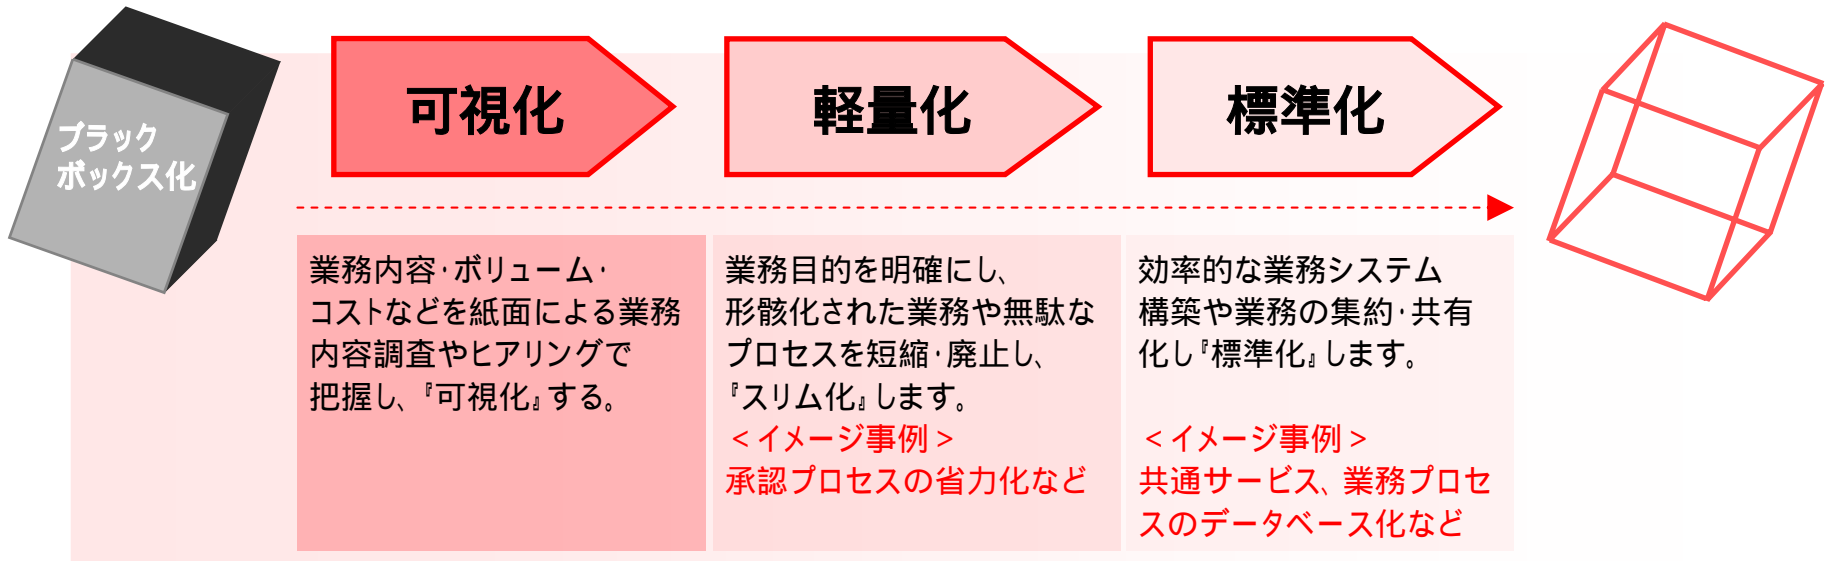 ブラック
ボックス化
可視化
軽量化
標準化
業務内容・ボリューム・
コストなどを紙面による業務
内容調査やヒアリングで
把握し、『可視化』する。
業務目的を明確にし、
形骸化された業務や無駄な
プロセスを短縮・廃止し、
『スリム化』します。
＜イメージ事例＞
承認プロセスの省力化など
効率的な業務システム
構築や業務の集約・共有
化し『標準化』します。
＜イメージ事例＞
共通サービス、業務プロセ
スのデータベース化など